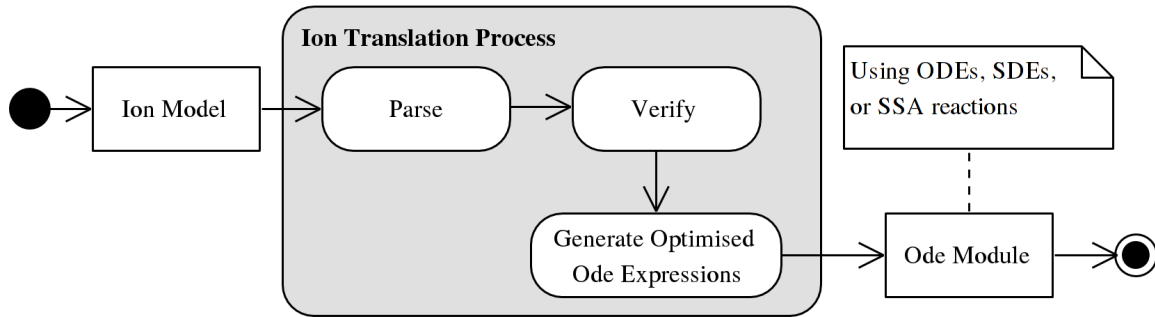 Ion Translation Process
Ion Model
Parse
Verify
Using ODEs, SDEs,
or SSA reactions
Generate Optimised
Ode Expressions
Ode Module